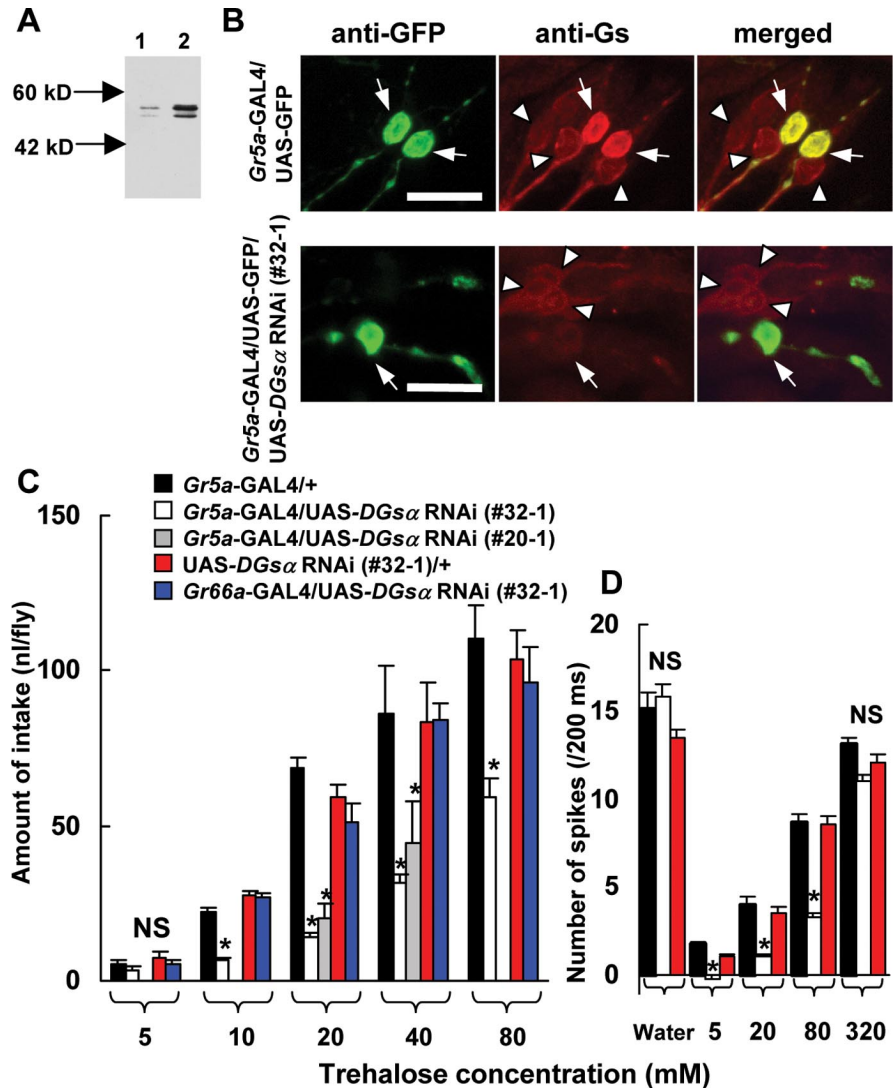 A
1 2
60 kD
42 kD
B
anti-GFP anti-Gs merged
Gr5a-GAL4/
UAS-GFP
Gr5a-GAL4/UAS-GFP/
UAS-DGsα RNAi (#32-1)
C
Gr5a-GAL4/+
Gr5a-GAL4/UAS-DGsα RNAi (#32-1)
Gr5a-GAL4/UAS-DGsα RNAi (#20-1)
UAS-DGsα RNAi (#32-1)/+
Gr66a-GAL4/UAS-DGsα RNAi (#32-1)
Amount of intake (nl/fly)
150
100
50
0
NS
*
*
*
*
*
*
5 10 20 40 80
D
Number of spikes (/200 ms)
20
15
10
5
0
NS
*
*
*
NS
Water 5 20 80 320
Trehalose concentration (mM)